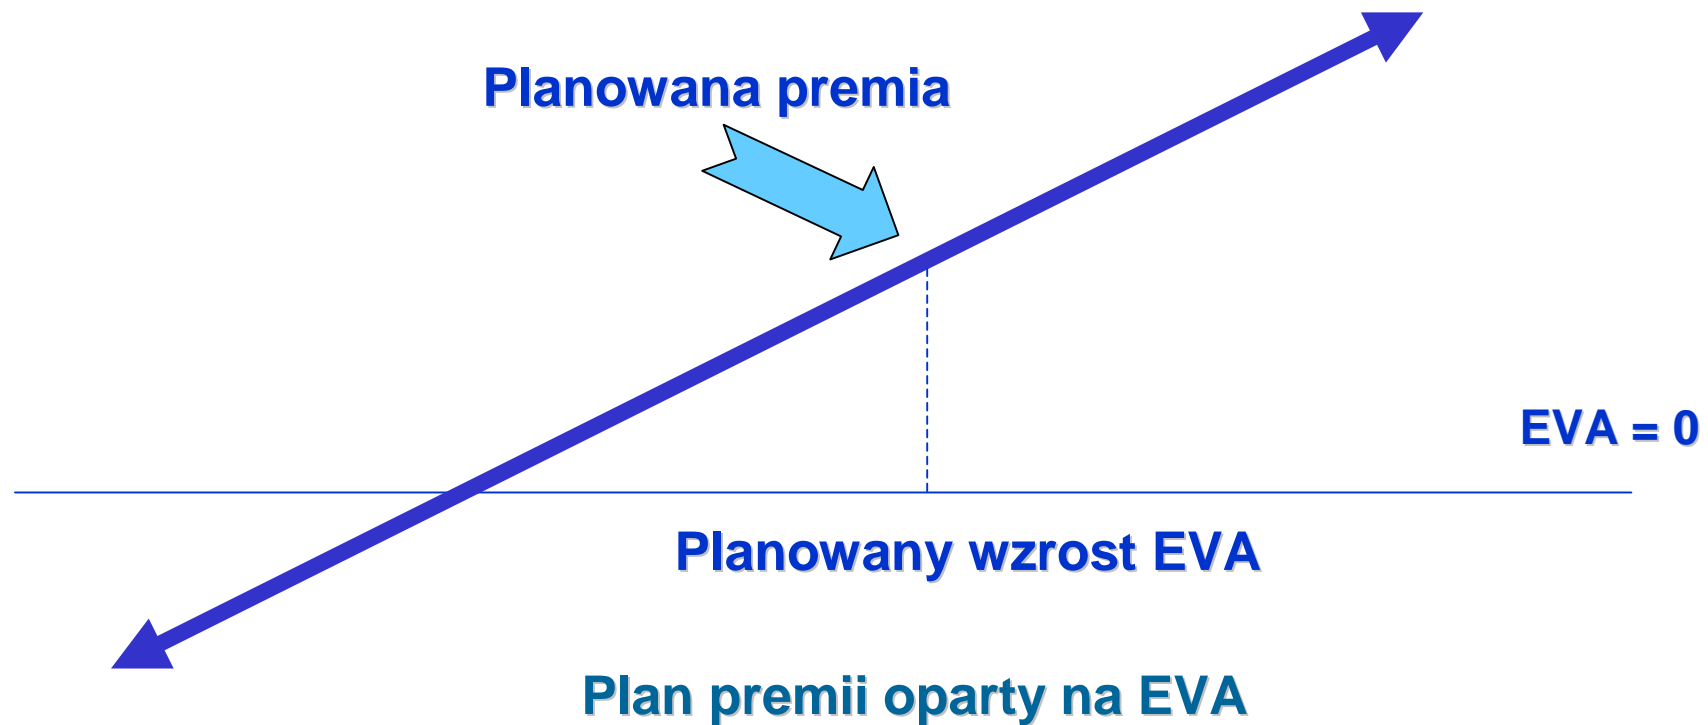 Planowana premia
EVA = 0
Planowany wzrost EVA
Plan premii oparty na EVA